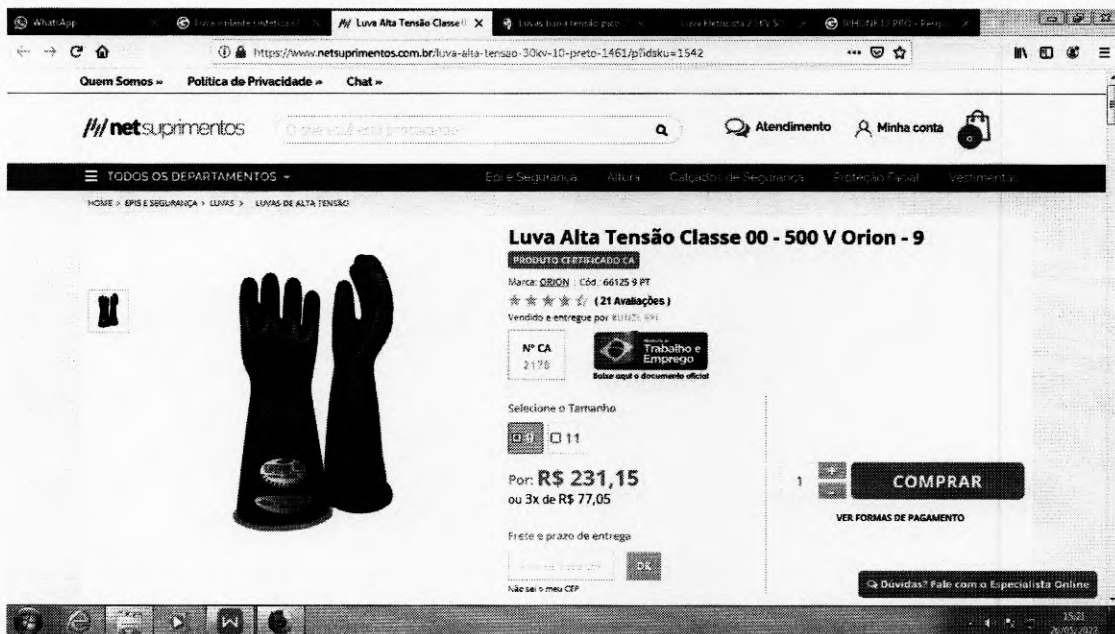 WhatsApp
Luva Alta Tensão Classe
https://www.netsuprimentos.com.br/luva-alta-tensao-30kv-10-preto-1461/p?idsku=1542
Quem Somos » Política de Privacidade » Chat »
netsuprimentos
Atendimento
Minha conta
0
TODOS OS DEPARTAMENTOS
Epi e Segurança Altura Calçados de Segurança Proteção Facial Vestimentas
HOME > EPIS E SEGURANÇA > LUVAS > LUVAS DE ALTA TENSÃO
Luva Alta Tensão Classe 00 - 500 V Orion - 9
PRODUTO CERTIFICADO CA
Marca: ORION Cód.: 66125 9 PT
( 21 Avaliações )
Vendido e entregue por
Nº CA
2178
Trabalho e
Emprego
Baixe aqui o documento oficial
Selecione o Tamanho
9 11
Por: R$ 231,15
ou 3x de R$ 77,05
1 + -
COMPRAR
VER FORMAS DE PAGAMENTO
Frete e prazo de entrega
OK
Não sei o meu CEP
Dúvidas? Fale com o Especialista Online
15:21